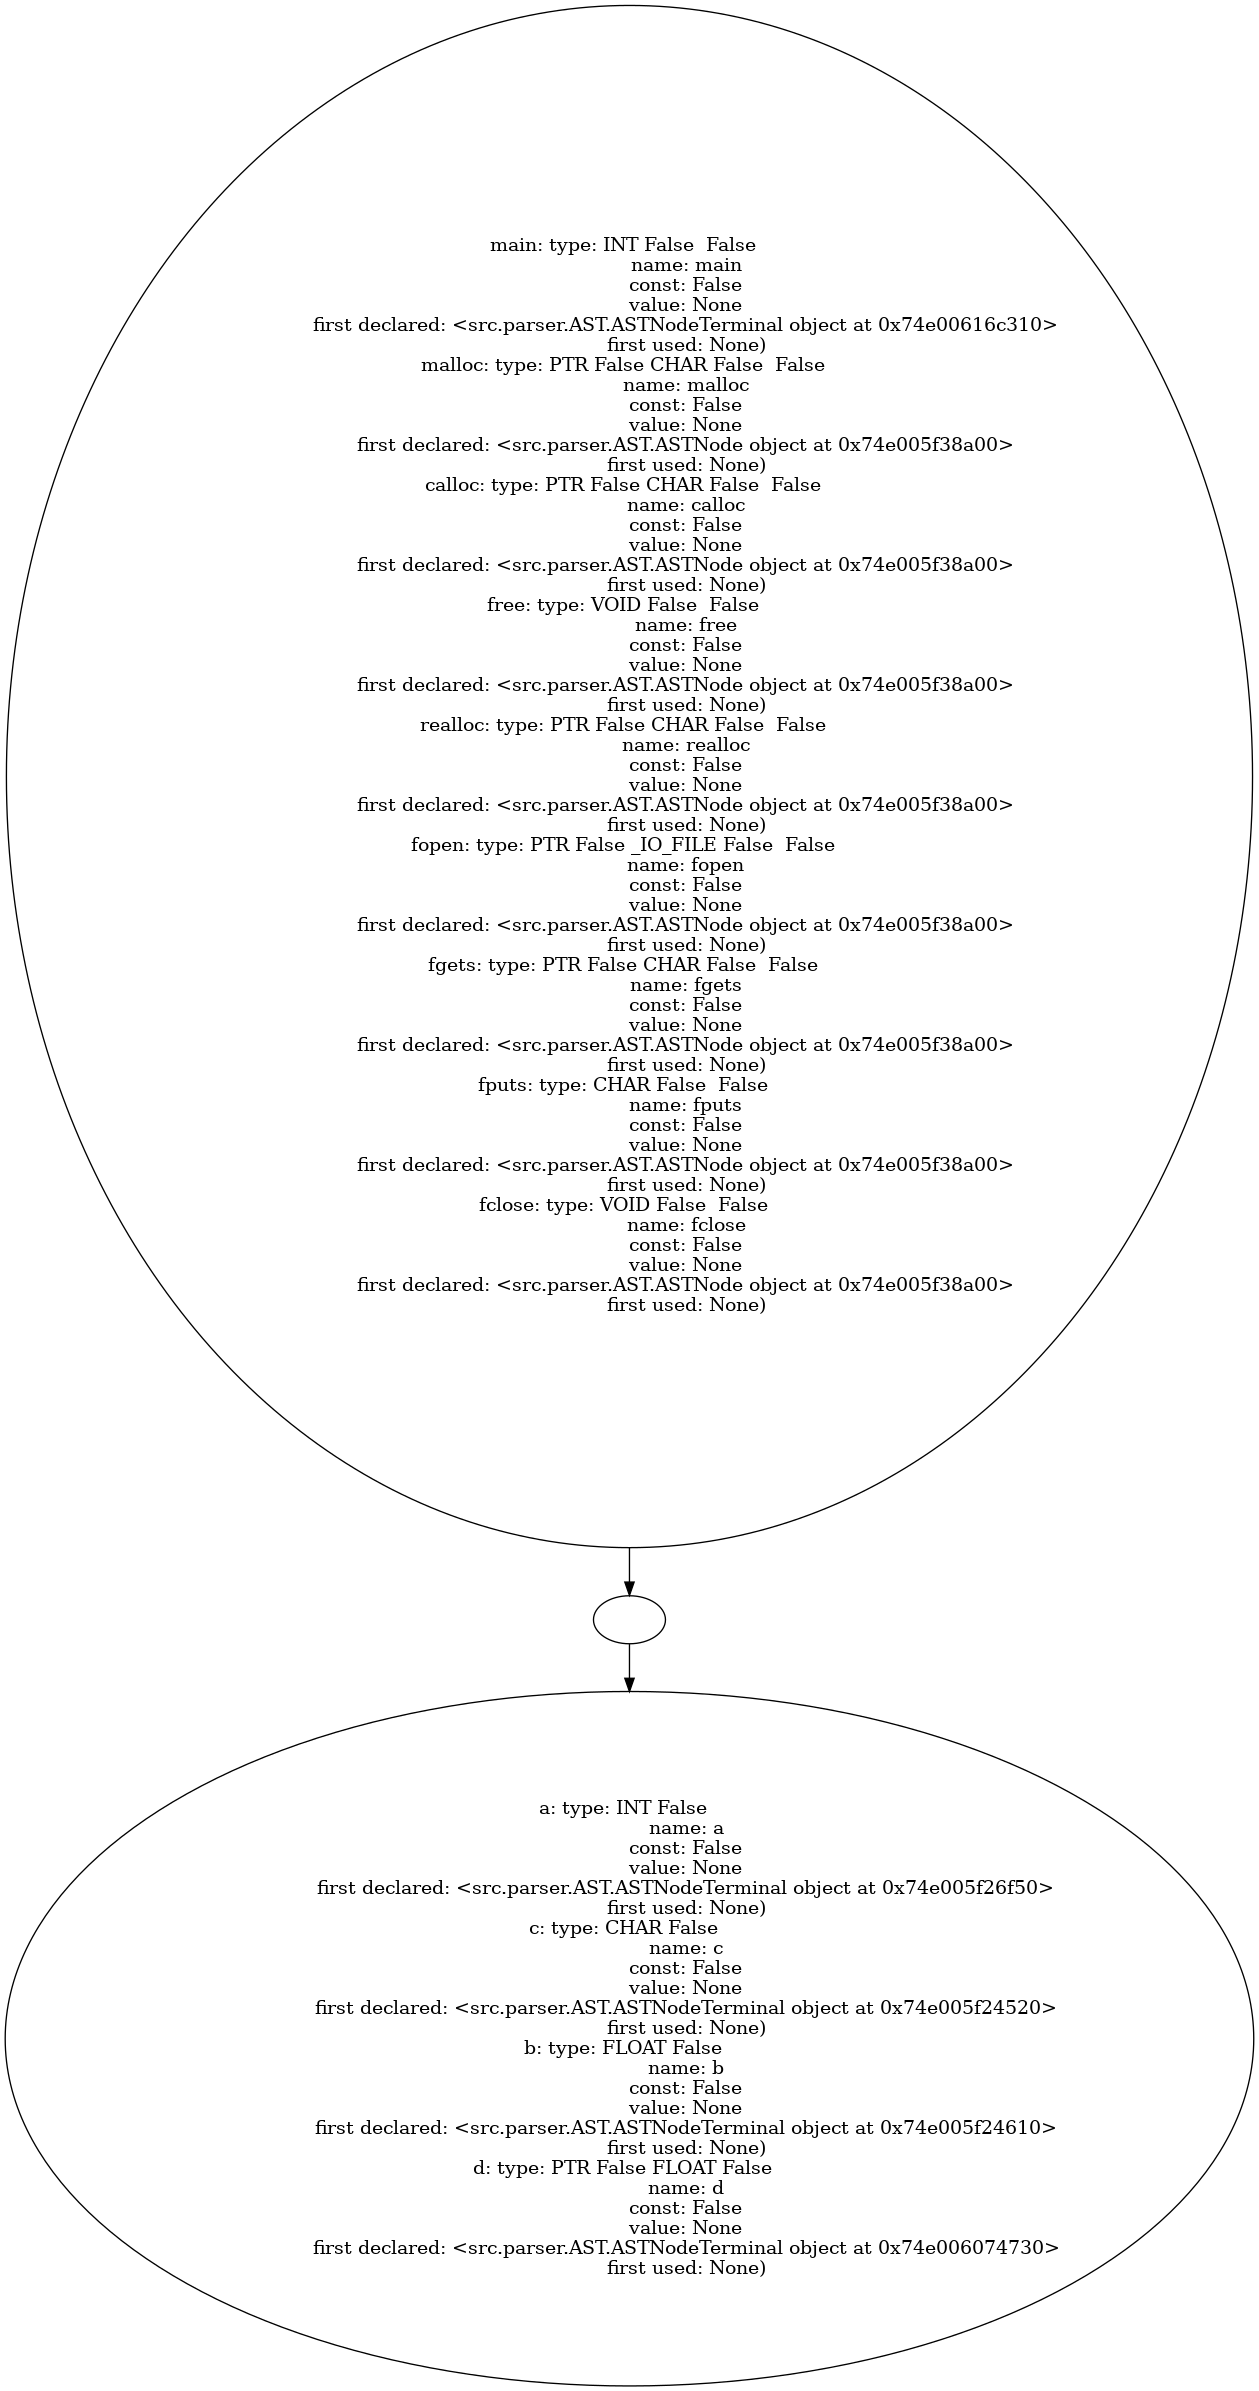 main: type: INT False  False
name: main
const: False
value: None
first declared: <src.parser.AST.ASTNodeTerminal object at 0x74e00616c310>
first used: None)
malloc: type: PTR False CHAR False  False
name: malloc
const: False
value: None
first declared: <src.parser.AST.ASTNode object at 0x74e005f38a00>
first used: None)
calloc: type: PTR False CHAR False  False
name: calloc
const: False
value: None
first declared: <src.parser.AST.ASTNode object at 0x74e005f38a00>
first used: None)
free: type: VOID False  False
name: free
const: False
value: None
first declared: <src.parser.AST.ASTNode object at 0x74e005f38a00>
first used: None)
realloc: type: PTR False CHAR False  False
name: realloc
const: False
value: None
first declared: <src.parser.AST.ASTNode object at 0x74e005f38a00>
first used: None)
fopen: type: PTR False _IO_FILE False  False
name: fopen
const: False
value: None
first declared: <src.parser.AST.ASTNode object at 0x74e005f38a00>
first used: None)
fgets: type: PTR False CHAR False  False
name: fgets
const: False
value: None
first declared: <src.parser.AST.ASTNode object at 0x74e005f38a00>
first used: None)
fputs: type: CHAR False  False
name: fputs
const: False
value: None
first declared: <src.parser.AST.ASTNode object at 0x74e005f38a00>
first used: None)
fclose: type: VOID False  False
name: fclose
const: False
value: None
first declared: <src.parser.AST.ASTNode object at 0x74e005f38a00>
first used: None)
a: type: INT False
name: a
const: False
value: None
first declared: <src.parser.AST.ASTNodeTerminal object at 0x74e005f26f50>
first used: None)
c: type: CHAR False
name: c
const: False
value: None
first declared: <src.parser.AST.ASTNodeTerminal object at 0x74e005f24520>
first used: None)
b: type: FLOAT False
name: b
const: False
value: None
first declared: <src.parser.AST.ASTNodeTerminal object at 0x74e005f24610>
first used: None)
d: type: PTR False FLOAT False
name: d
const: False
value: None
first declared: <src.parser.AST.ASTNodeTerminal object at 0x74e006074730>
first used: None)